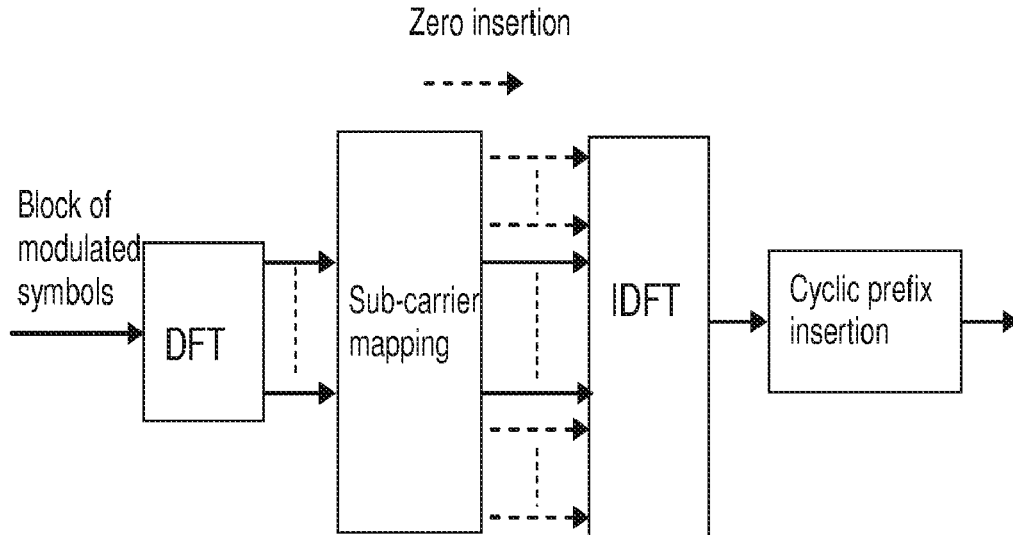 Zero insertion
Block of
modulated
symbols
DFT
Sub-carrier
mapping
IDFT
Cyclic prefix
insertion